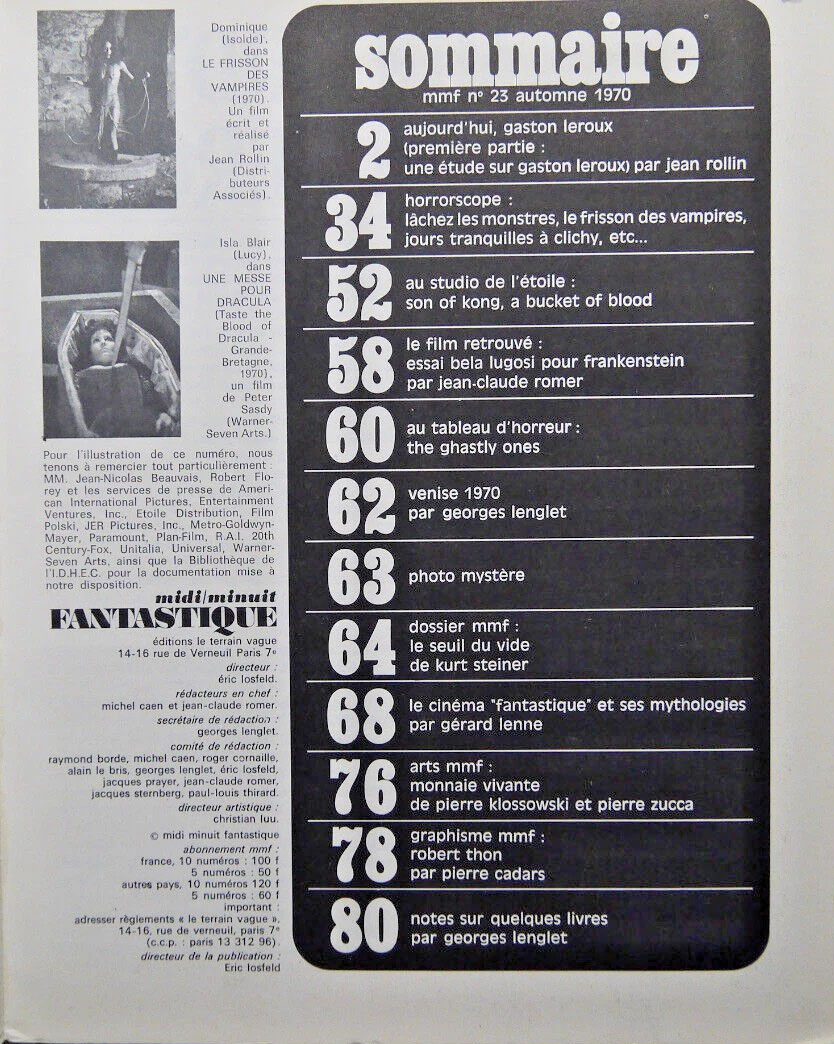 Dominique
(Isolde),
dans
LE FRISSON
DES
VAMPIRES
(1970).
Un film
écrit et
réalisé
par
Jean Rollin
(Distri-
buteurs
Associés).
Isla Blair
(Lucy),
dans
UNE MESSE
POUR
DRACULA
(Taste the
Blood of
Dracula -
Grande-
Bretagne,
1970),
un film
de Peter
Sasdy
(Warner-
Seven Arts.)
Pour l'illustration de ce numéro, nous
tenons à remercier tout particulièrement :
MM. Jean-Nicolas Beauvais, Robert Flo-
rey et les services de presse de Ameri-
can International Pictures, Entertainment
Ventures, Inc., Etoile Distribution, Film
Polski, JER Pictures, Inc., Metro-Goldwyn-
Mayer, Paramount, Plan-Film, R.A.I. 20th
Century-Fox, Unitalia, Universal, Warner-
Seven Arts, ainsi que la Bibliothèque de
l'I.D.H.E.C. pour la documentation mise à
notre disposition.
midi/minuit
FANTASTIQUE
éditions le terrain vague
14-16 rue de Verneuil Paris 7e
directeur :
éric losfeld.
rédacteurs en chef :
michel caen et jean-claude romer.
secrétaire de rédaction :
georges lenglet.
comité de rédaction :
raymond borde, michel caen, roger cornaille,
alain le bris, georges lenglet, éric losfeld,
jacques prayer, jean-claude romer,
jacques sternberg, paul-louis thirard.
directeur artistique :
christian luu.
© midi minuit fantastique
abonnement mmf :
france, 10 numéros : 100 f
5 numéros : 50 f
autres pays, 10 numéros 120 f
5 numéros : 60 f
important :
adresser règlements « le terrain vague »,
14-16, rue de verneuil, paris 7e
(c.c.p. : paris 13 312 96).
directeur de la publication :
Eric losfeld
sommaire
mmf nº 23 automne 1970
2
aujourd'hui, gaston leroux
(première partie :
une étude sur gaston leroux) par jean rollin
34
horrorscope :
lâchez les monstres, le frisson des vampires,
jours tranquilles à clichy, etc...
52
au studio de l'étoile :
son of kong, a bucket of blood
58
le film retrouvé :
essai bela lugosi pour frankenstein
par jean-claude romer
60
au tableau d'horreur :
the ghastly ones
62
venise 1970
par georges lenglet
63
photo mystère
64
dossier mmf :
le seuil du vide
de kurt steiner
68
le cinéma "fantastique" et ses mythologies
par gérard lenne
76
arts mmf :
monnaie vivante
de pierre klossowski et pierre zucca
78
graphisme mmf :
robert thon
par pierre cadars
80
notes sur quelques livres
par georges lenglet